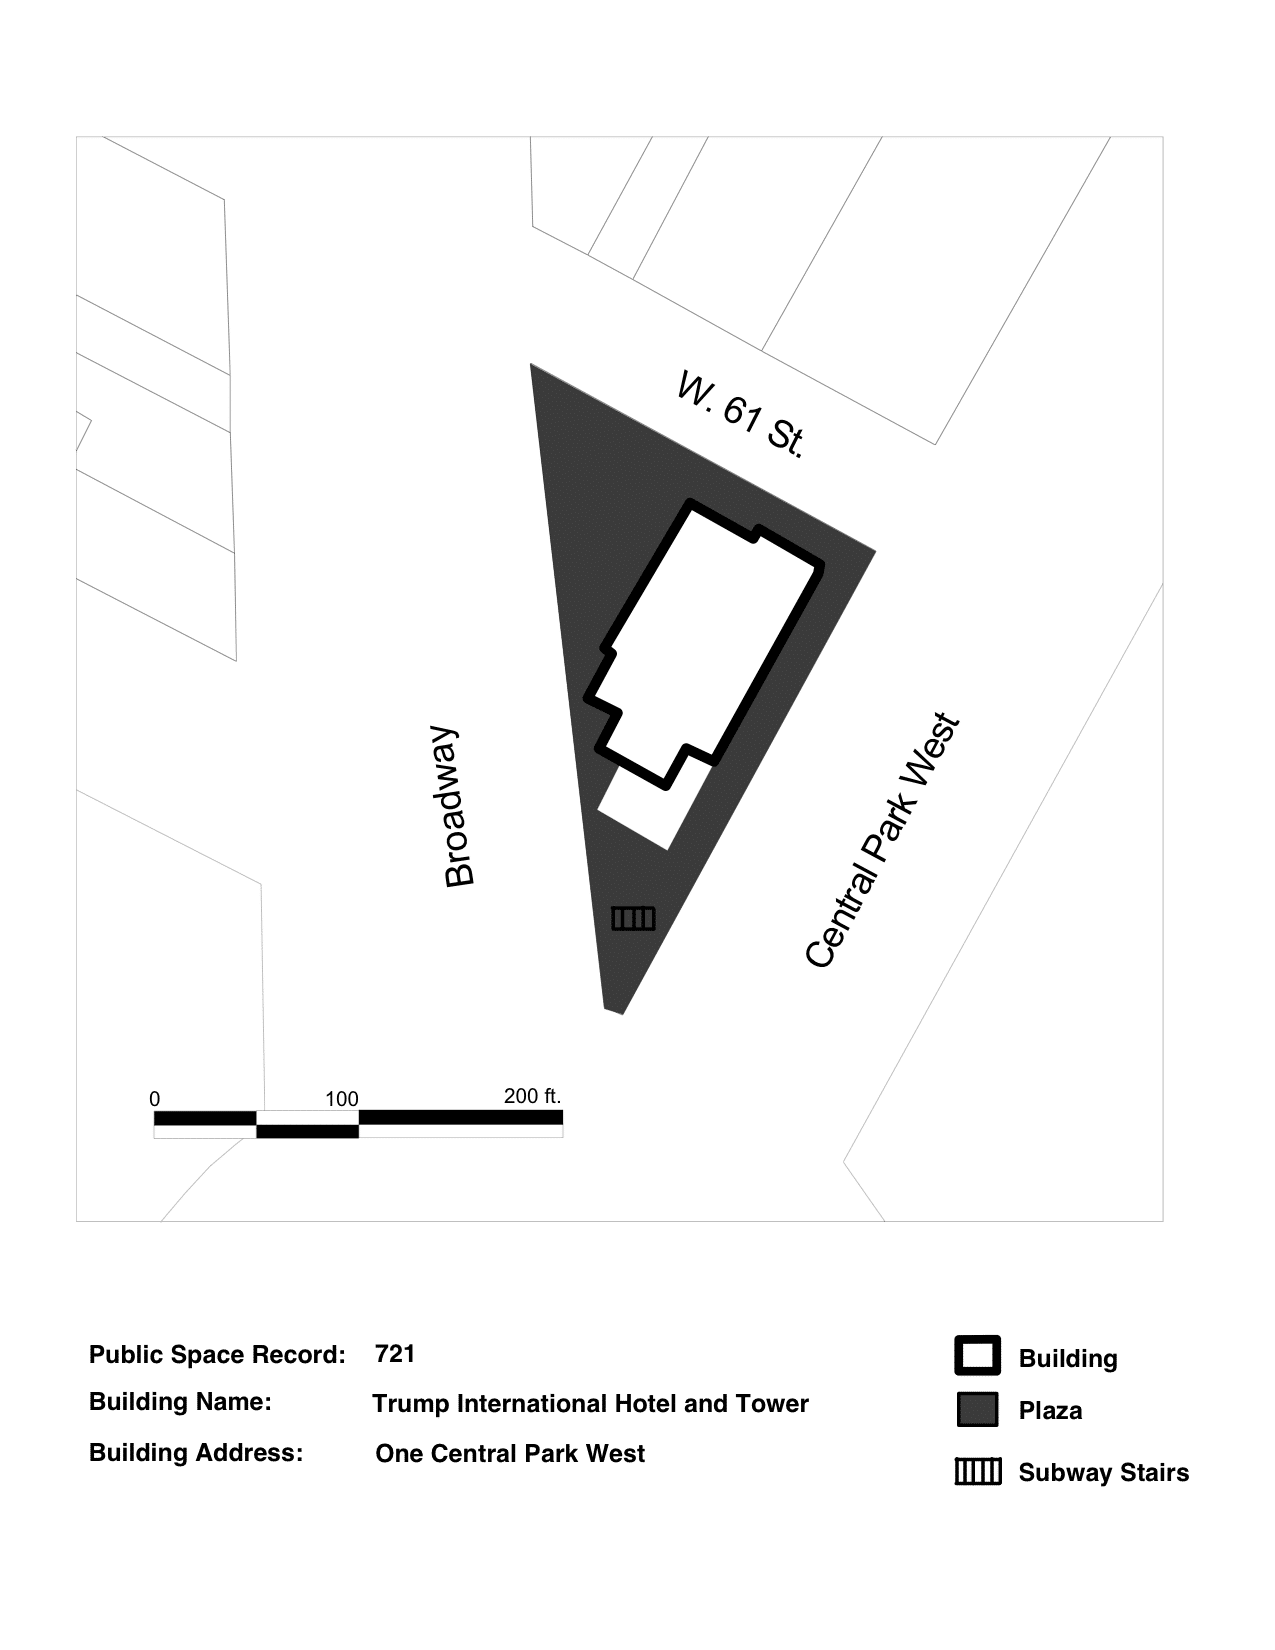 W. 61 St.
Broadway
Central Park West
0 100 200 ft.
Public Space Record: 721
Building Name: Trump International Hotel and Tower
Building Address: One Central Park West
Building
Plaza
Subway Stairs